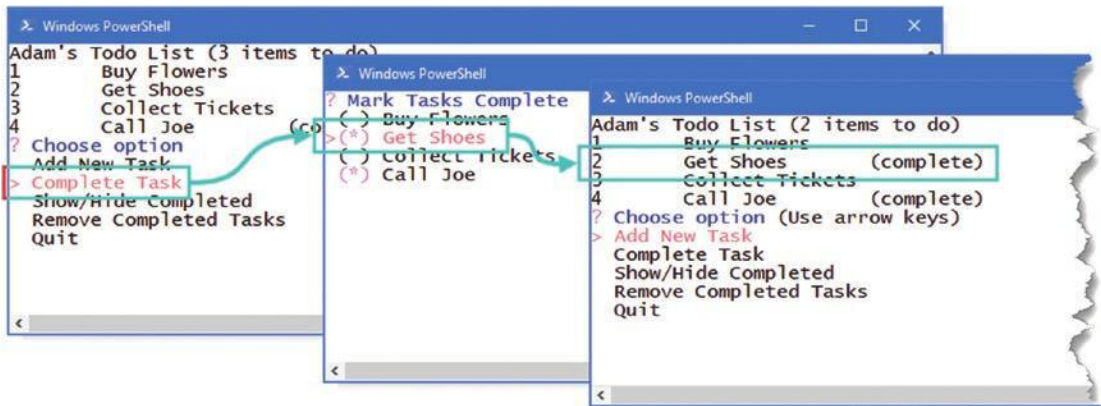 Windows PowerShell
Adam's Todo List (3 items to do)
1 Buy Flowers
2 Get Shoes
3 Collect Tickets
4 Call Joe (co
? Choose option
Add New Task
> Complete Task
Show/Hide Completed
Remove Completed Tasks
Quit
Windows PowerShell
? Mark Tasks Complete
( ) Buy Flowers
>(*) Get Shoes
( ) Collect Tickets
(*) Call Joe
Windows PowerShell
Adam's Todo List (2 items to do)
1 Buy Flowers
2 Get Shoes (complete)
3 Collect Tickets
4 Call Joe (complete)
? Choose option (Use arrow keys)
> Add New Task
Complete Task
Show/Hide Completed
Remove Completed Tasks
Quit